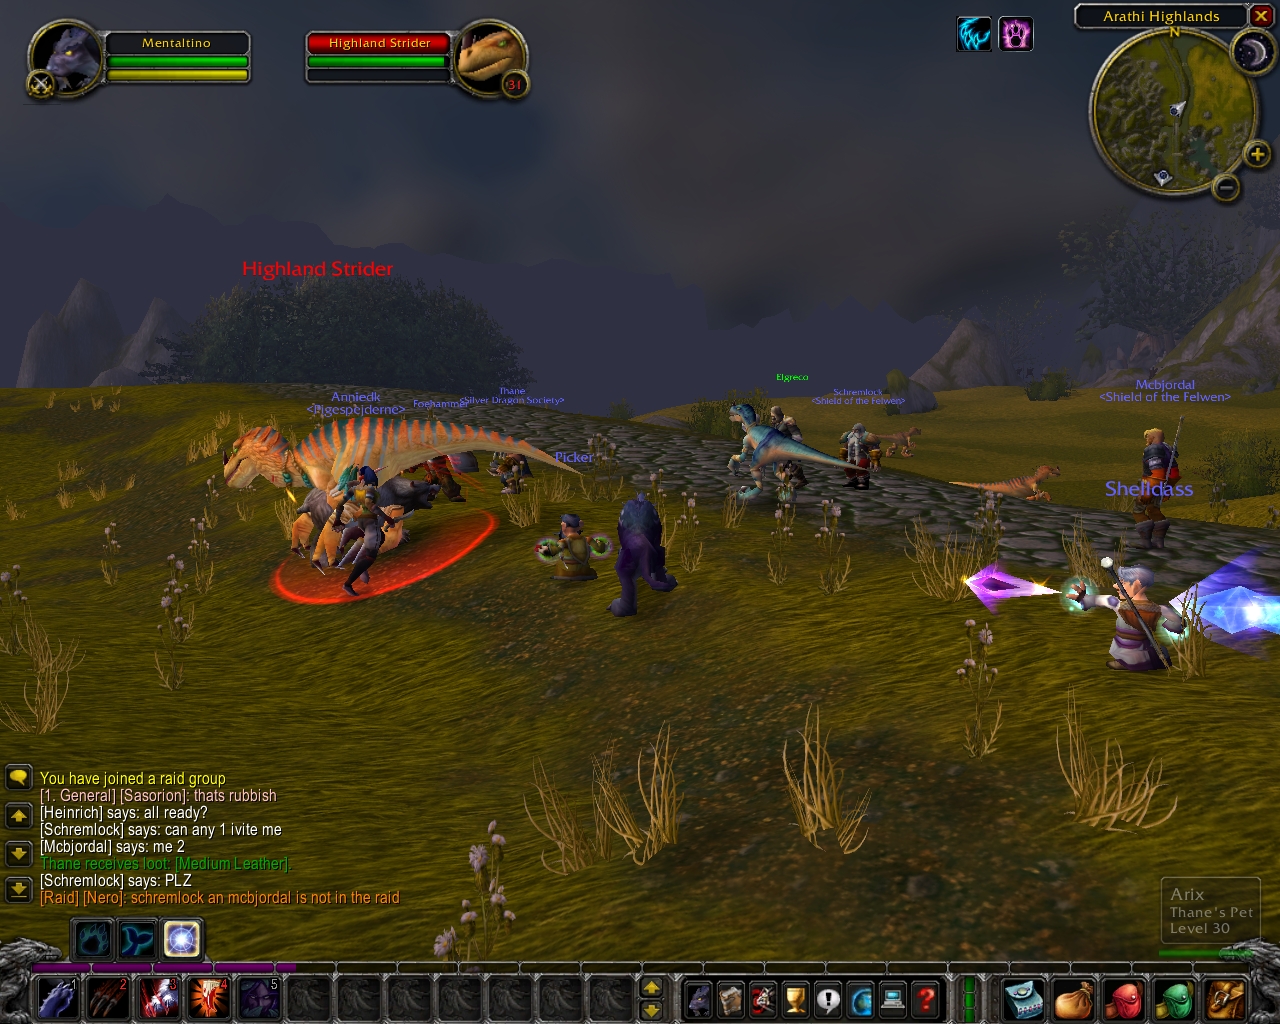 Mentaltino
Highland Strider
31
Arathi Highlands
N
Highland Strider
Elgreco
Anniedk
<Pigespejderne>
Foehammer
Thane
<Silver Dragon Society>
Schremlock
<Shield of the Felwen>
Mcbjordal
<Shield of the Felwen>
Picker
Shelldass
You have joined a raid group
[1. General] [Sasorion]: thats rubbish
[Heinrich] says: all ready?
[Schremlock] says: can any 1 ivite me
[Mcbjordal] says: me 2
Thane receives loot: [Medium Leather].
[Schremlock] says: PLZ
[Raid] [Nero]: schremlock an mcbjordal is not in the raid
Arix
Thane's Pet
Level 30
1 2 3 4 5